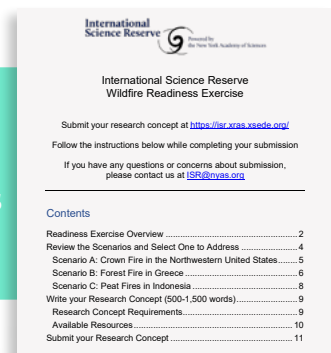 International
Science Reserve
Powered by
the New York Academy of Sciences
International Science Reserve
Wildfire Readiness Exercise
Submit your research concept at https://isr.xras.xsede.org/
Follow the instructions below while completing your submission
If you have any questions or concerns about submission,
please contact us at ISR@nyas.org
Contents
Readiness Exercise Overview ................................................ 2
Review the Scenarios and Select One to Address .................... 4
Scenario A: Crown Fire in the Northwestern United States ....... 5
Scenario B: Forest Fire in Greece ........................................ 6
Scenario C: Peat Fires in Indonesia ...................................... 8
Write your Research Concept (500-1,500 words) ..................... 9
Research Concept Requirements .......................................... 9
Available Resources ......................................................... 10
Submit your Research Concept ............................................ 11